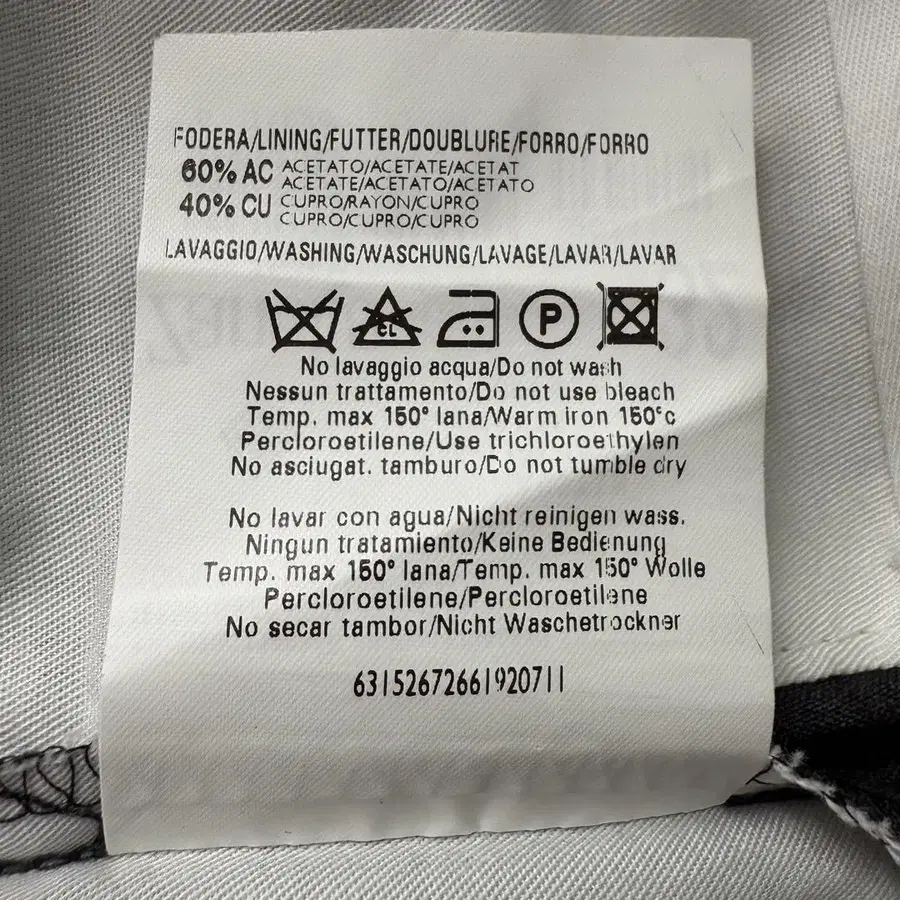 FODERA/LINING/FUTTER/DOUBLURE/FORRO/FORRO
60% AC ACETATO/ACETATE/ACETAT
ACETATE/ACETATO/ACETATO
40% CU CUPRO/RAYON/CUPRO
CUPRO/CUPRO/CUPRO
LAVAGGIO/WASHING/WASCHUNG/LAVAGE/LAVAR/LAVAR
CL P
No lavaggio acqua/Do not wash
Nessun trattamento/Do not use bleach
Temp. max 150° lana/Warm iron 150°c
Percloroetilene/Use trichloroethylen
No asciugat. tamburo/Do not tumble dry
No lavar con agua/Nicht reinigen wass.
Ningun tratamiento/Keine Bedienung
Temp. max 150° lana/Temp. max 150° Wolle
Percloroetilene/Percloroetilene
No secar tambor/Nicht Waschetrockner
6315267266192071 1